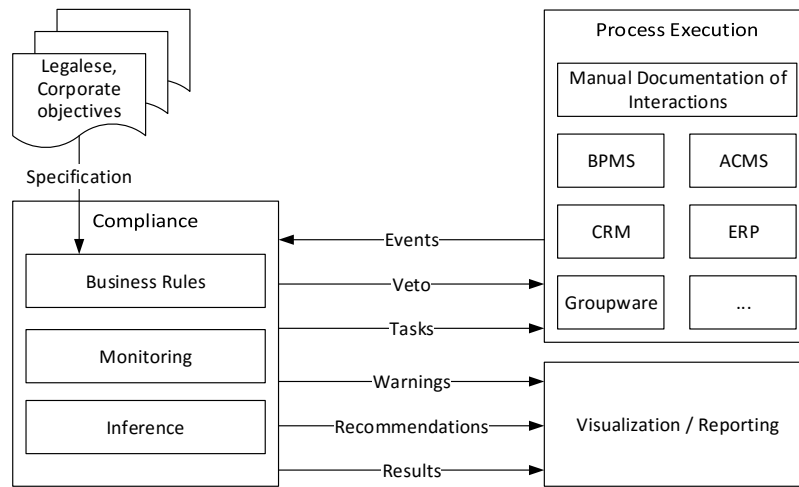 Legalese,
Corporate
objectives
Specification
Compliance
Business Rules
Monitoring
Inference
Events
Veto
Tasks
Warnings
Recommendations
Results
Process Execution
Manual Documentation of
Interactions
BPMS
ACMS
CRM
ERP
Groupware
...
Visualization / Reporting